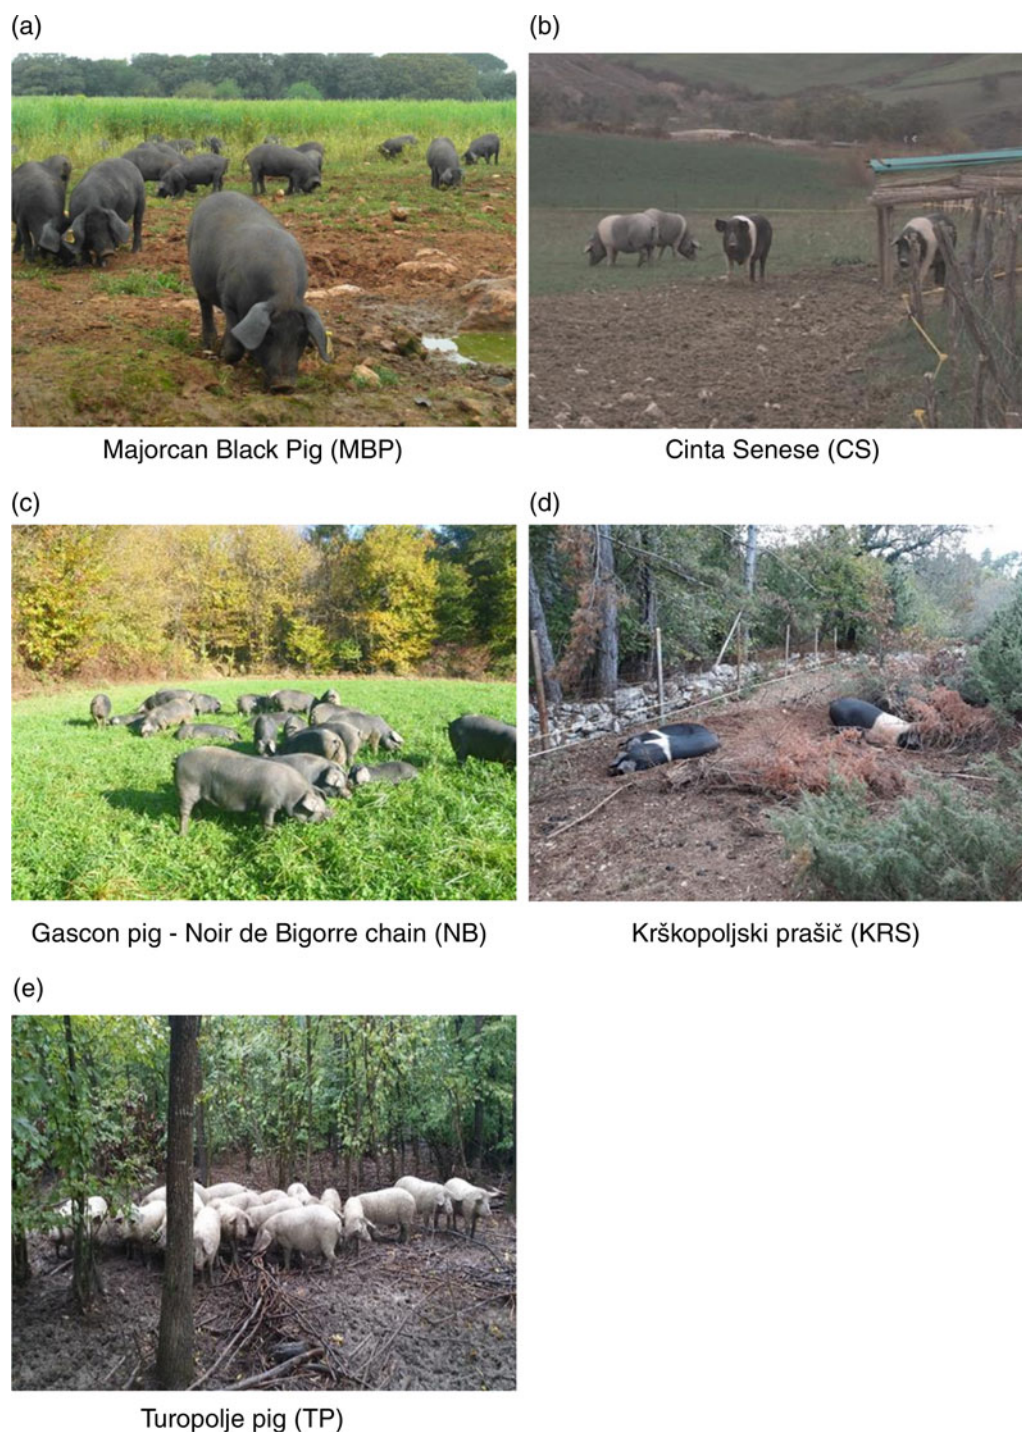 (a)
(b)
Majorcan Black Pig (MBP)
Cinta Senese (CS)
(c)
(d)
Gascon pig - Noir de Bigorre chain (NB)
Krškopoljski prašič (KRS)
(e)
Turopolje pig (TP)